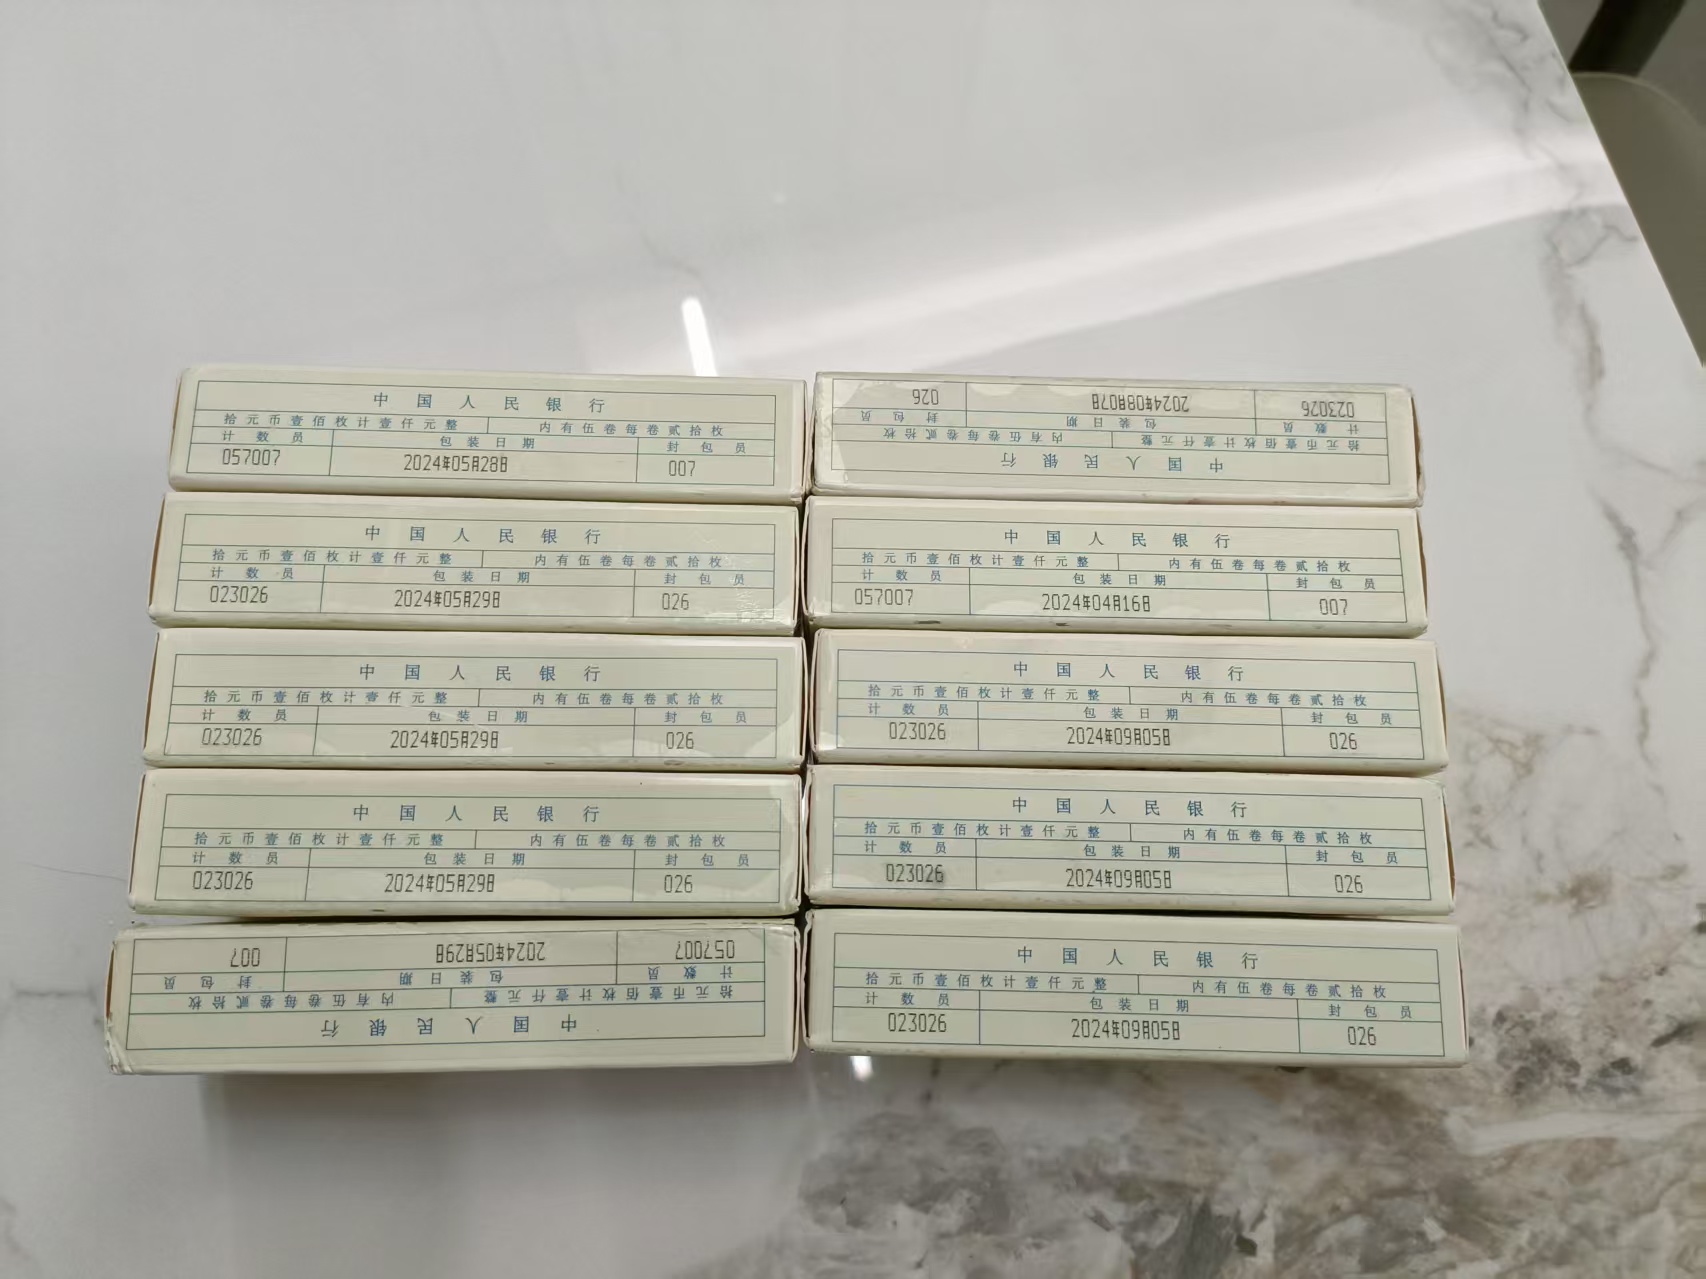 中国人民银行
拾元币壹佰枚计壹仟元整 内有伍卷每卷贰拾枚
计数员 包装日期 封包员
057007 2024年05月28日 007
中国人民银行
拾元币壹佰枚计壹仟元整 内有伍卷每卷贰拾枚
计数员 包装日期 封包员
023026 2024年05月29日 026
中国人民银行
拾元币壹佰枚计壹仟元整 内有伍卷每卷贰拾枚
计数员 包装日期 封包员
023026 2024年05月29日 026
中国人民银行
拾元币壹佰枚计壹仟元整 内有伍卷每卷贰拾枚
计数员 包装日期 封包员
023026 2024年05月29日 026
中国人民银行
拾元币壹佰枚计壹仟元整 内有伍卷每卷贰拾枚
计数员 包装日期 封包员
057007 2024年05月29日 007
中国人民银行
拾元币壹佰枚计壹仟元整 内有伍卷每卷贰拾枚
计数员 包装日期 封包员
023026 2024年08月07日 026
中国人民银行
拾元币壹佰枚计壹仟元整 内有伍卷每卷贰拾枚
计数员 包装日期 封包员
057007 2024年04月16日 007
中国人民银行
拾元币壹佰枚计壹仟元整 内有伍卷每卷贰拾枚
计数员 包装日期 封包员
023026 2024年09月05日 026
中国人民银行
拾元币壹佰枚计壹仟元整 内有伍卷每卷贰拾枚
计数员 包装日期 封包员
023026 2024年09月05日 026
中国人民银行
拾元币壹佰枚计壹仟元整 内有伍卷每卷贰拾枚
计数员 包装日期 封包员
023026 2024年09月05日 026